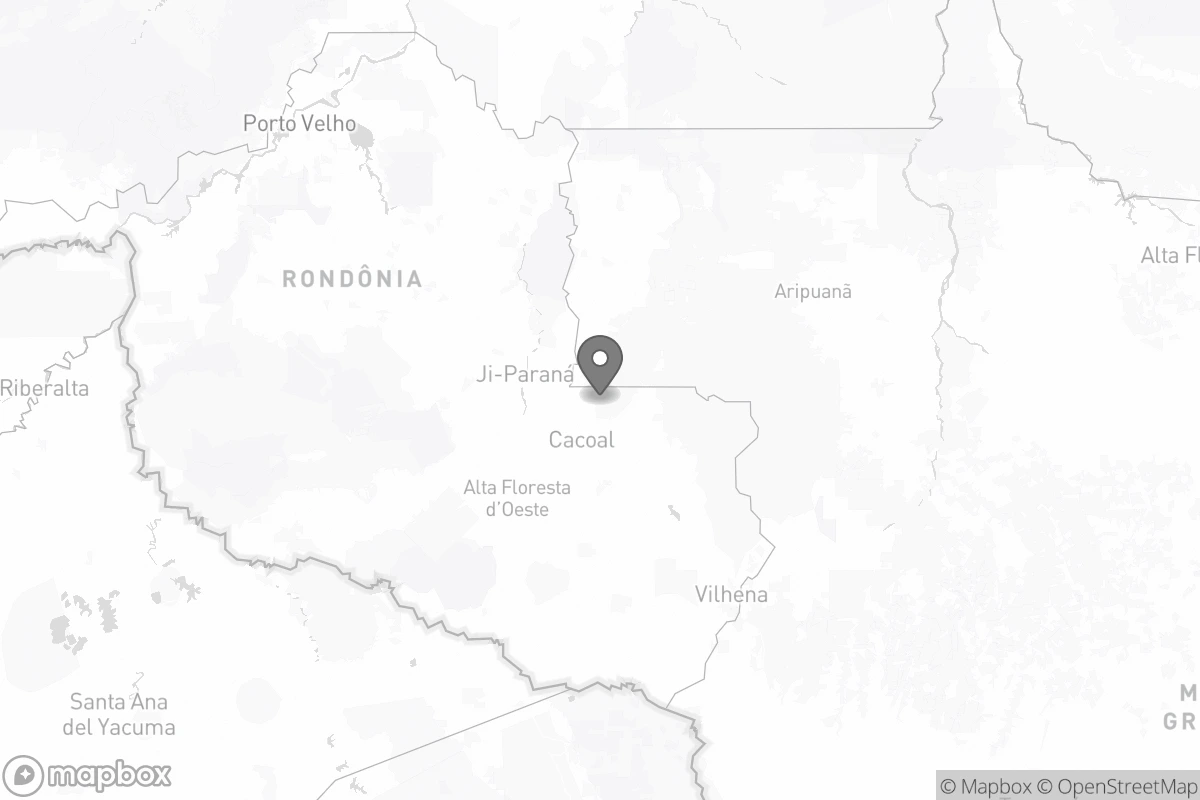 Porto Velho
RONDÔNIA
Alta Fl
Aripuanã
Ji-Paraná
Riberalta
Cacoal
Alta Floresta
d'Oeste
Vilhena
Santa Ana
del Yacuma
M
GR
mapbox
© Mapbox © OpenStreetMap